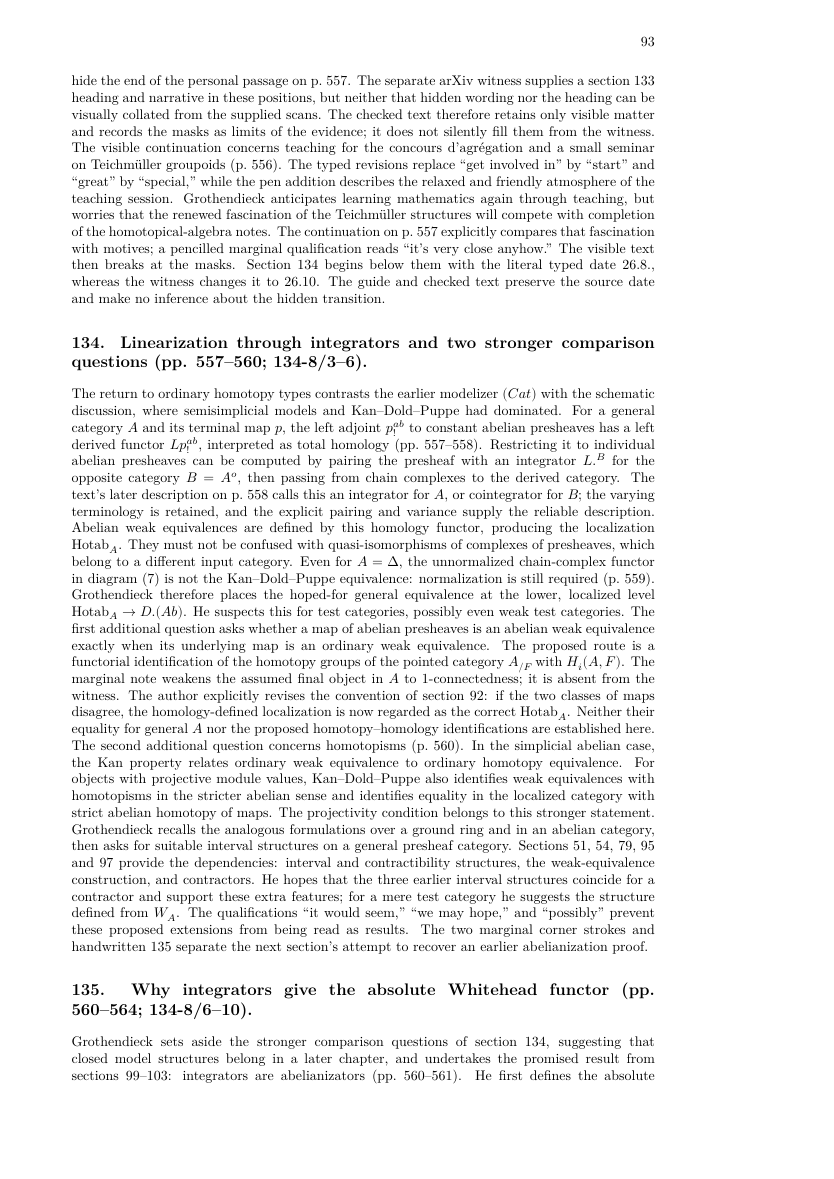 93
hide the end of the personal passage on p. 557. The separate arXiv witness supplies a section 133
heading and narrative in these positions, but neither that hidden wording nor the heading can be
visually collated from the supplied scans. The checked text therefore retains only visible matter
and records the masks as limits of the evidence; it does not silently fill them from the witness.
The visible continuation concerns teaching for the concours d'agrégation and a small seminar
on Teichmüller groupoids (p. 556). The typed revisions replace “get involved in” by “start” and
“great” by “special,” while the pen addition describes the relaxed and friendly atmosphere of the
teaching session. Grothendieck anticipates learning mathematics again through teaching, but
worries that the renewed fascination of the Teichmüller structures will compete with completion
of the homotopical-algebra notes. The continuation on p. 557 explicitly compares that fascination
with motives; a pencilled marginal qualification reads “it's very close anyhow.” The visible text
then breaks at the masks. Section 134 begins below them with the literal typed date 26.8.,
whereas the witness changes it to 26.10. The guide and checked text preserve the source date
and make no inference about the hidden transition.
134. Linearization through integrators and two stronger comparison
questions (pp. 557–560; 134-8/3–6).
The return to ordinary homotopy types contrasts the earlier modelizer (Cat) with the schematic
discussion, where semisimplicial models and Kan–Dold–Puppe had dominated. For a general
category A and its terminal map p, the left adjoint p_!^{ab} to constant abelian presheaves has a left
derived functor Lp_!^{ab}, interpreted as total homology (pp. 557–558). Restricting it to individual
abelian presheaves can be computed by pairing the presheaf with an integrator L.^B for the
opposite category B = A^o, then passing from chain complexes to the derived category. The
text's later description on p. 558 calls this an integrator for A, or cointegrator for B; the varying
terminology is retained, and the explicit pairing and variance supply the reliable description.
Abelian weak equivalences are defined by this homology functor, producing the localization
Hotab_A. They must not be confused with quasi-isomorphisms of complexes of presheaves, which
belong to a different input category. Even for A = Δ, the unnormalized chain-complex functor
in diagram (7) is not the Kan–Dold–Puppe equivalence: normalization is still required (p. 559).
Grothendieck therefore places the hoped-for general equivalence at the lower, localized level
Hotab_A → D.(Ab). He suspects this for test categories, possibly even weak test categories. The
first additional question asks whether a map of abelian presheaves is an abelian weak equivalence
exactly when its underlying map is an ordinary weak equivalence. The proposed route is a
functorial identification of the homotopy groups of the pointed category A_{/F} with H_i(A, F). The
marginal note weakens the assumed final object in A to 1-connectedness; it is absent from the
witness. The author explicitly revises the convention of section 92: if the two classes of maps
disagree, the homology-defined localization is now regarded as the correct Hotab_A. Neither their
equality for general A nor the proposed homotopy–homology identifications are established here.
The second additional question concerns homotopisms (p. 560). In the simplicial abelian case,
the Kan property relates ordinary weak equivalence to ordinary homotopy equivalence. For
objects with projective module values, Kan–Dold–Puppe also identifies weak equivalences with
homotopisms in the stricter abelian sense and identifies equality in the localized category with
strict abelian homotopy of maps. The projectivity condition belongs to this stronger statement.
Grothendieck recalls the analogous formulations over a ground ring and in an abelian category,
then asks for suitable interval structures on a general presheaf category. Sections 51, 54, 79, 95
and 97 provide the dependencies: interval and contractibility structures, the weak-equivalence
construction, and contractors. He hopes that the three earlier interval structures coincide for a
contractor and support these extra features; for a mere test category he suggests the structure
defined from W_A. The qualifications “it would seem,” “we may hope,” and “possibly” prevent
these proposed extensions from being read as results. The two marginal corner strokes and
handwritten 135 separate the next section's attempt to recover an earlier abelianization proof.
135. Why integrators give the absolute Whitehead functor (pp.
560–564; 134-8/6–10).
Grothendieck sets aside the stronger comparison questions of section 134, suggesting that
closed model structures belong in a later chapter, and undertakes the promised result from
sections 99–103: integrators are abelianizators (pp. 560–561). He first defines the absolute